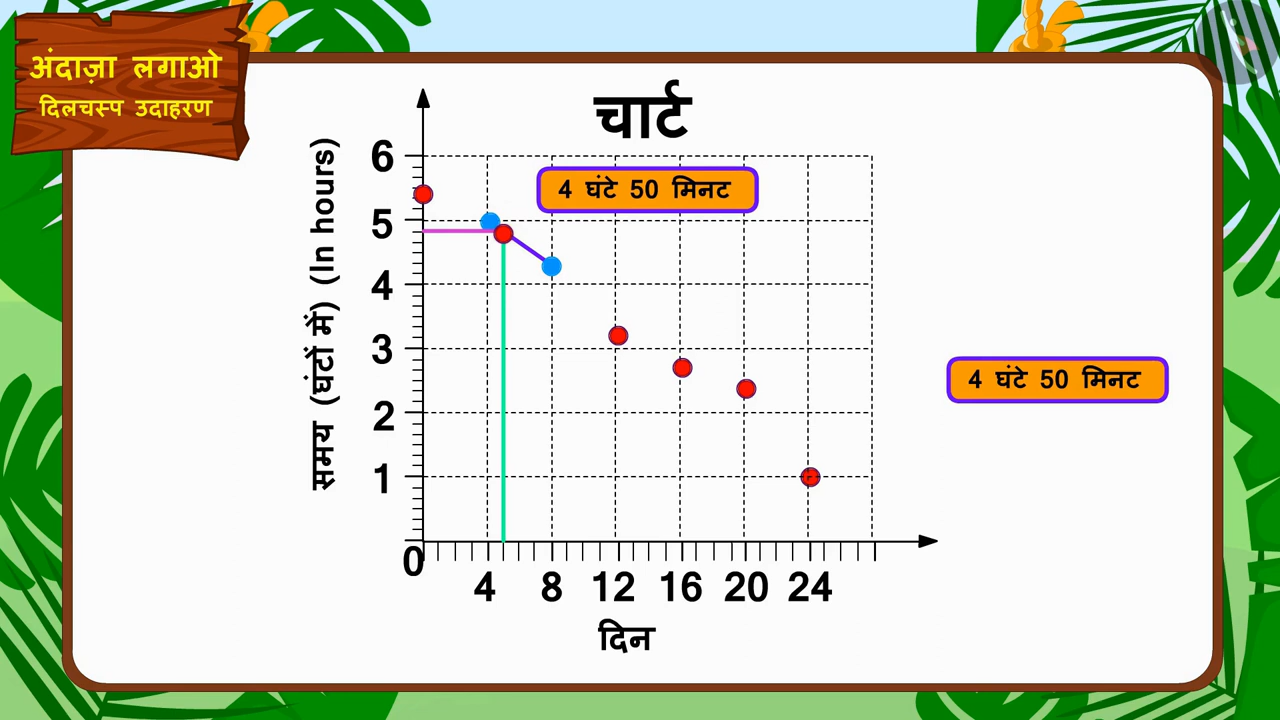 अंदाज़ा लगाओ
दिलचस्प उदाहरण
चार्ट
समय (घंटों में) (In hours)
6
5
4
3
2
1
0
4 घंटे 50 मिनट
4 घंटे 50 मिनट
4 8 12 16 20 24
दिन